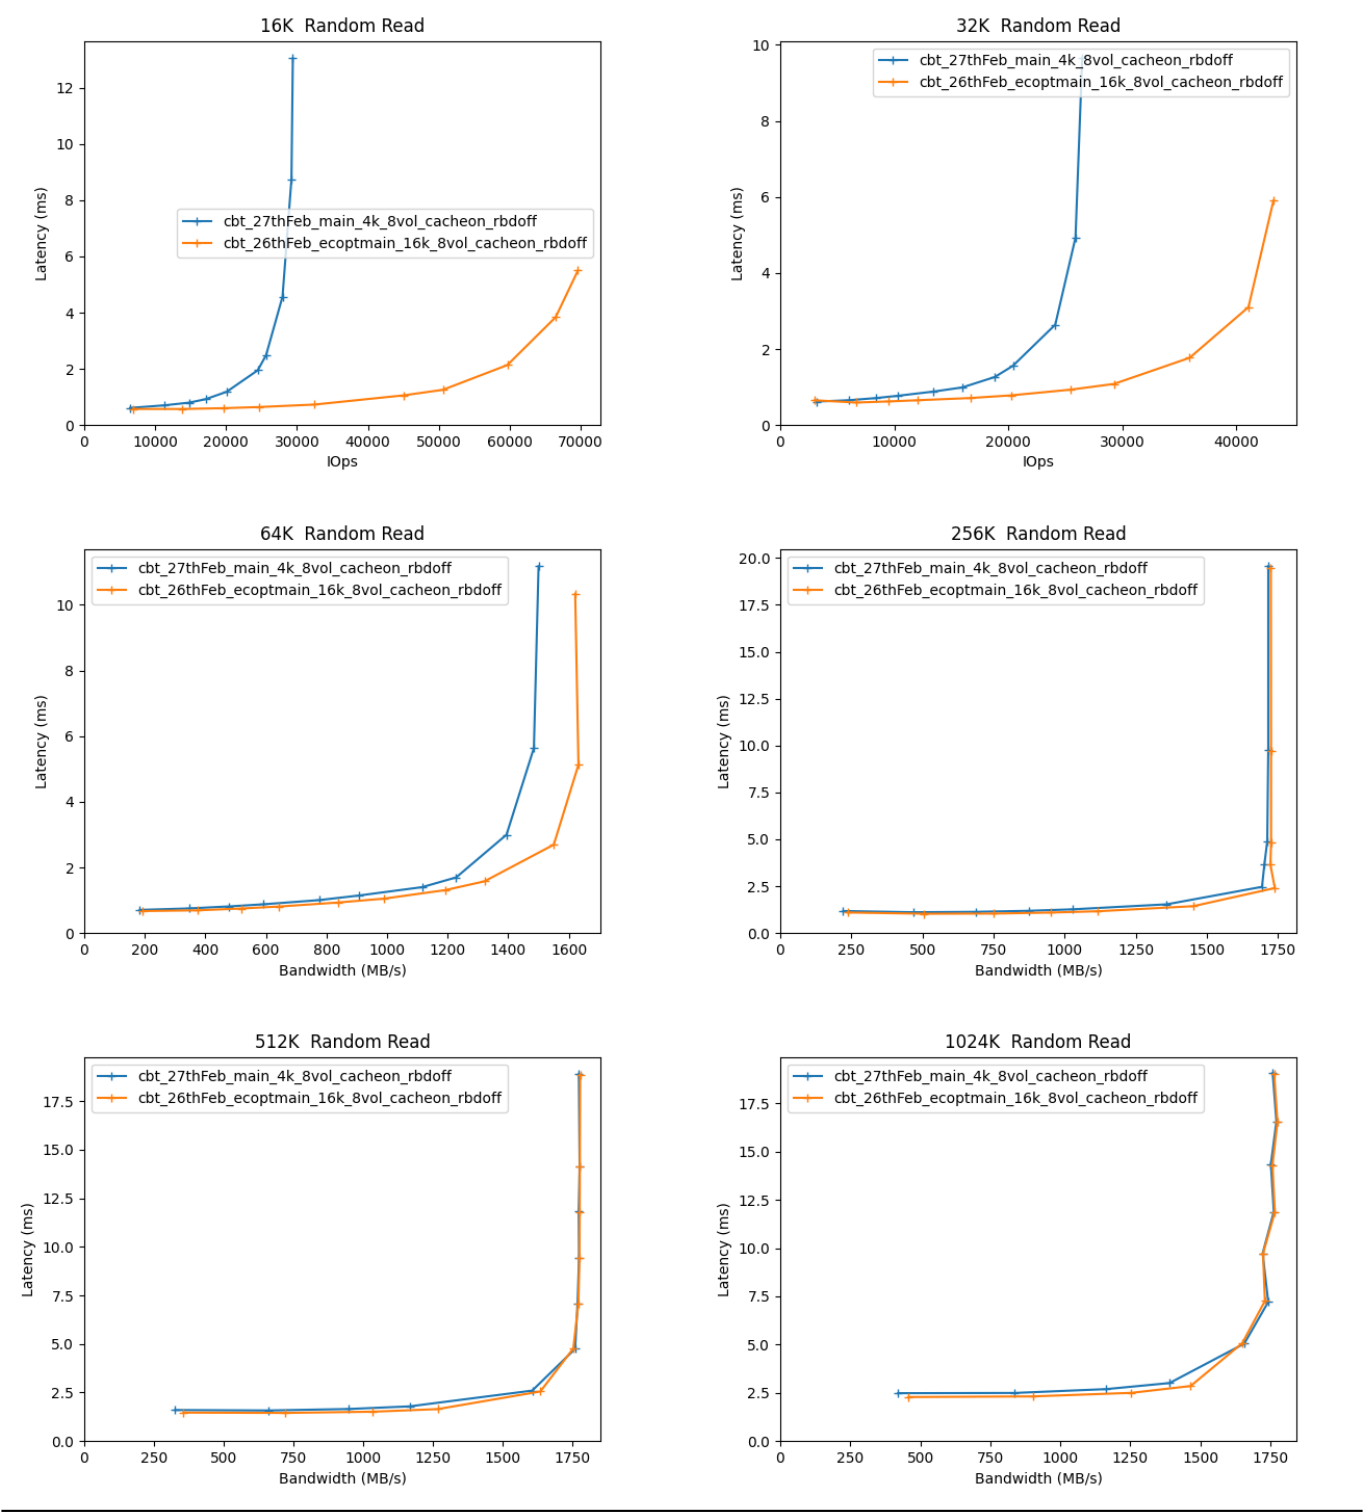 16K  Random Read
12
10
8
6
4
2
0
Latency (ms)
cbt_27thFeb_main_4k_8vol_cacheon_rbdoff
cbt_26thFeb_ecoptmain_16k_8vol_cacheon_rbdoff
0 10000 20000 30000 40000 50000 60000 70000
IOps
32K  Random Read
10
8
6
4
2
0
Latency (ms)
cbt_27thFeb_main_4k_8vol_cacheon_rbdoff
cbt_26thFeb_ecoptmain_16k_8vol_cacheon_rbdoff
0 10000 20000 30000 40000
IOps
64K  Random Read
10
8
6
4
2
0
Latency (ms)
cbt_27thFeb_main_4k_8vol_cacheon_rbdoff
cbt_26thFeb_ecoptmain_16k_8vol_cacheon_rbdoff
0 200 400 600 800 1000 1200 1400 1600
Bandwidth (MB/s)
256K  Random Read
20.0
17.5
15.0
12.5
10.0
7.5
5.0
2.5
0.0
Latency (ms)
cbt_27thFeb_main_4k_8vol_cacheon_rbdoff
cbt_26thFeb_ecoptmain_16k_8vol_cacheon_rbdoff
0 250 500 750 1000 1250 1500 1750
Bandwidth (MB/s)
512K  Random Read
17.5
15.0
12.5
10.0
7.5
5.0
2.5
0.0
Latency (ms)
cbt_27thFeb_main_4k_8vol_cacheon_rbdoff
cbt_26thFeb_ecoptmain_16k_8vol_cacheon_rbdoff
0 250 500 750 1000 1250 1500 1750
Bandwidth (MB/s)
1024K  Random Read
17.5
15.0
12.5
10.0
7.5
5.0
2.5
0.0
Latency (ms)
cbt_27thFeb_main_4k_8vol_cacheon_rbdoff
cbt_26thFeb_ecoptmain_16k_8vol_cacheon_rbdoff
0 250 500 750 1000 1250 1500 1750
Bandwidth (MB/s)